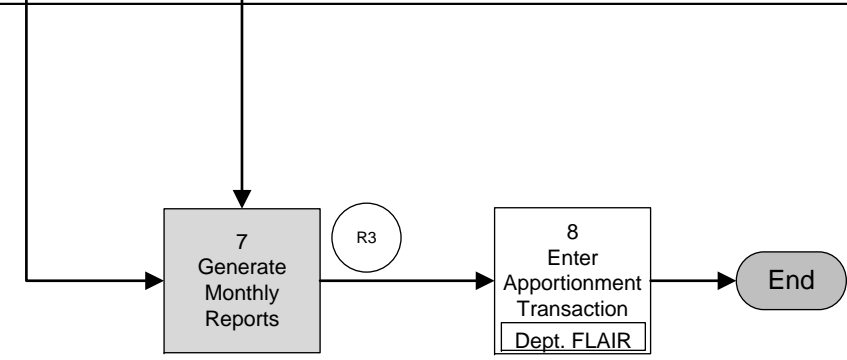 7
Generate
Monthly
Reports
R3
8
Enter
Apportionment
Transaction
Dept. FLAIR
End